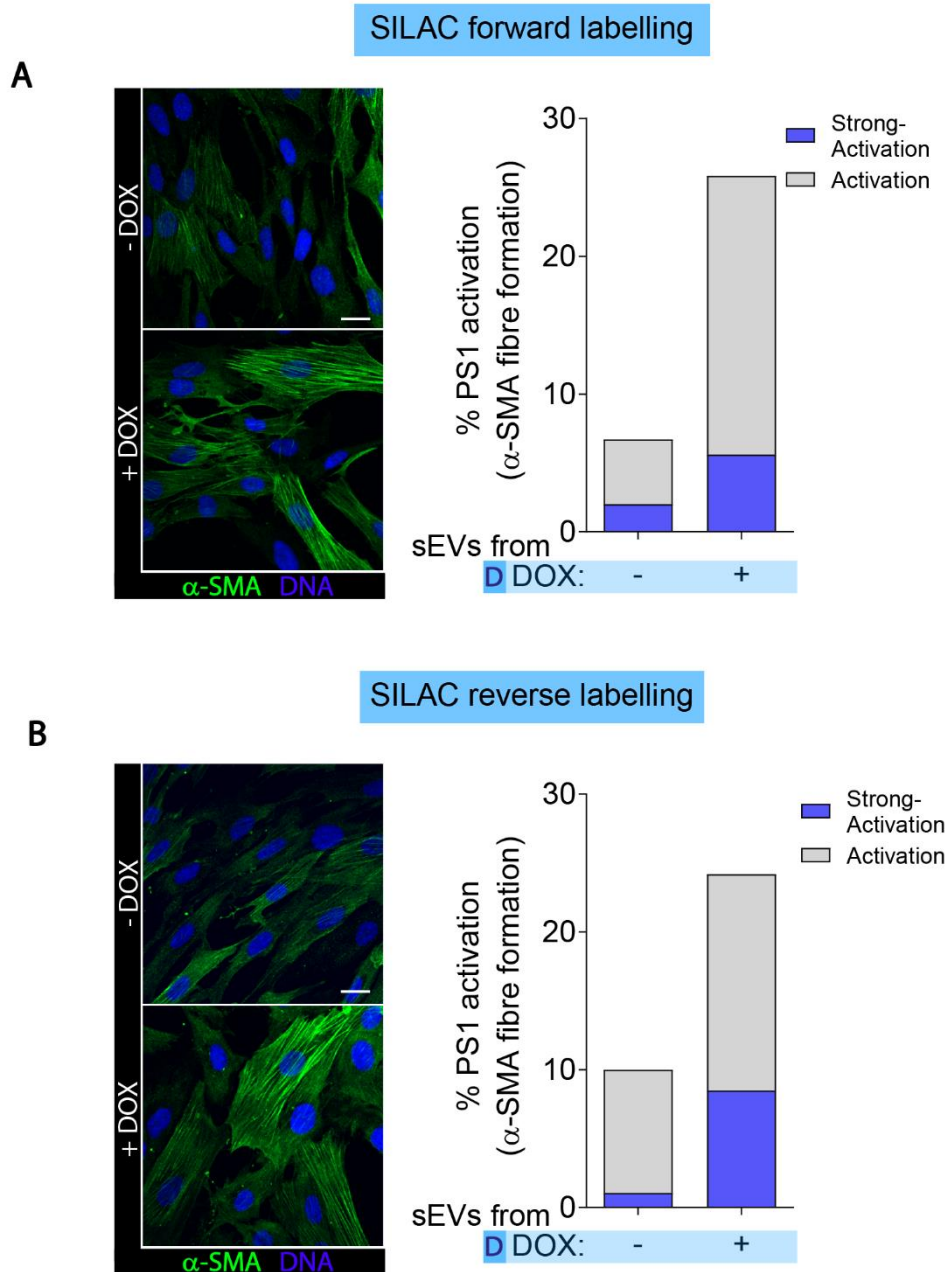 SILAC forward labelling
A
- DOX
+ DOX
α-SMA DNA
% PS1 activation
(α-SMA fibre formation)
30
20
10
0
Strong-
Activation
Activation
sEVs from
D DOX: - +
SILAC reverse labelling
B
- DOX
+ DOX
α-SMA DNA
% PS1 activation
(α-SMA fibre formation)
30
20
10
0
Strong-
Activation
Activation
sEVs from
D DOX: - +